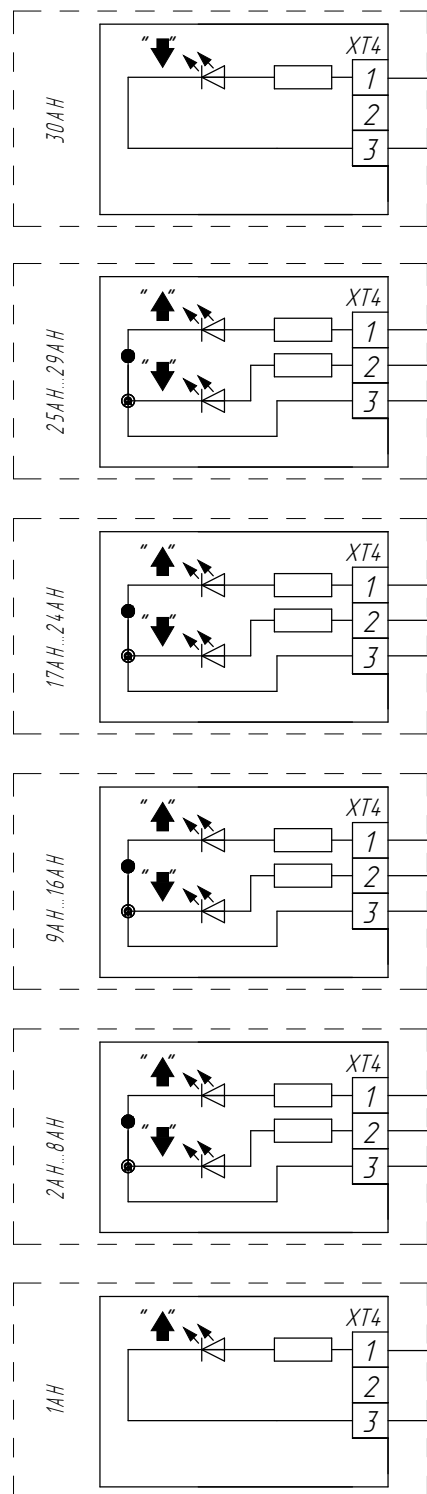 30АН
" "
XT4
1
2
3
25АН...29АН
" "
XT4
1
" "
2
3
17АН...24АН
" "
XT4
1
" "
2
3
9АН...16АН
" "
XT4
1
" "
2
3
2АН...8АН
" "
XT4
1
" "
2
3
1АН
" "
XT4
1
2
3